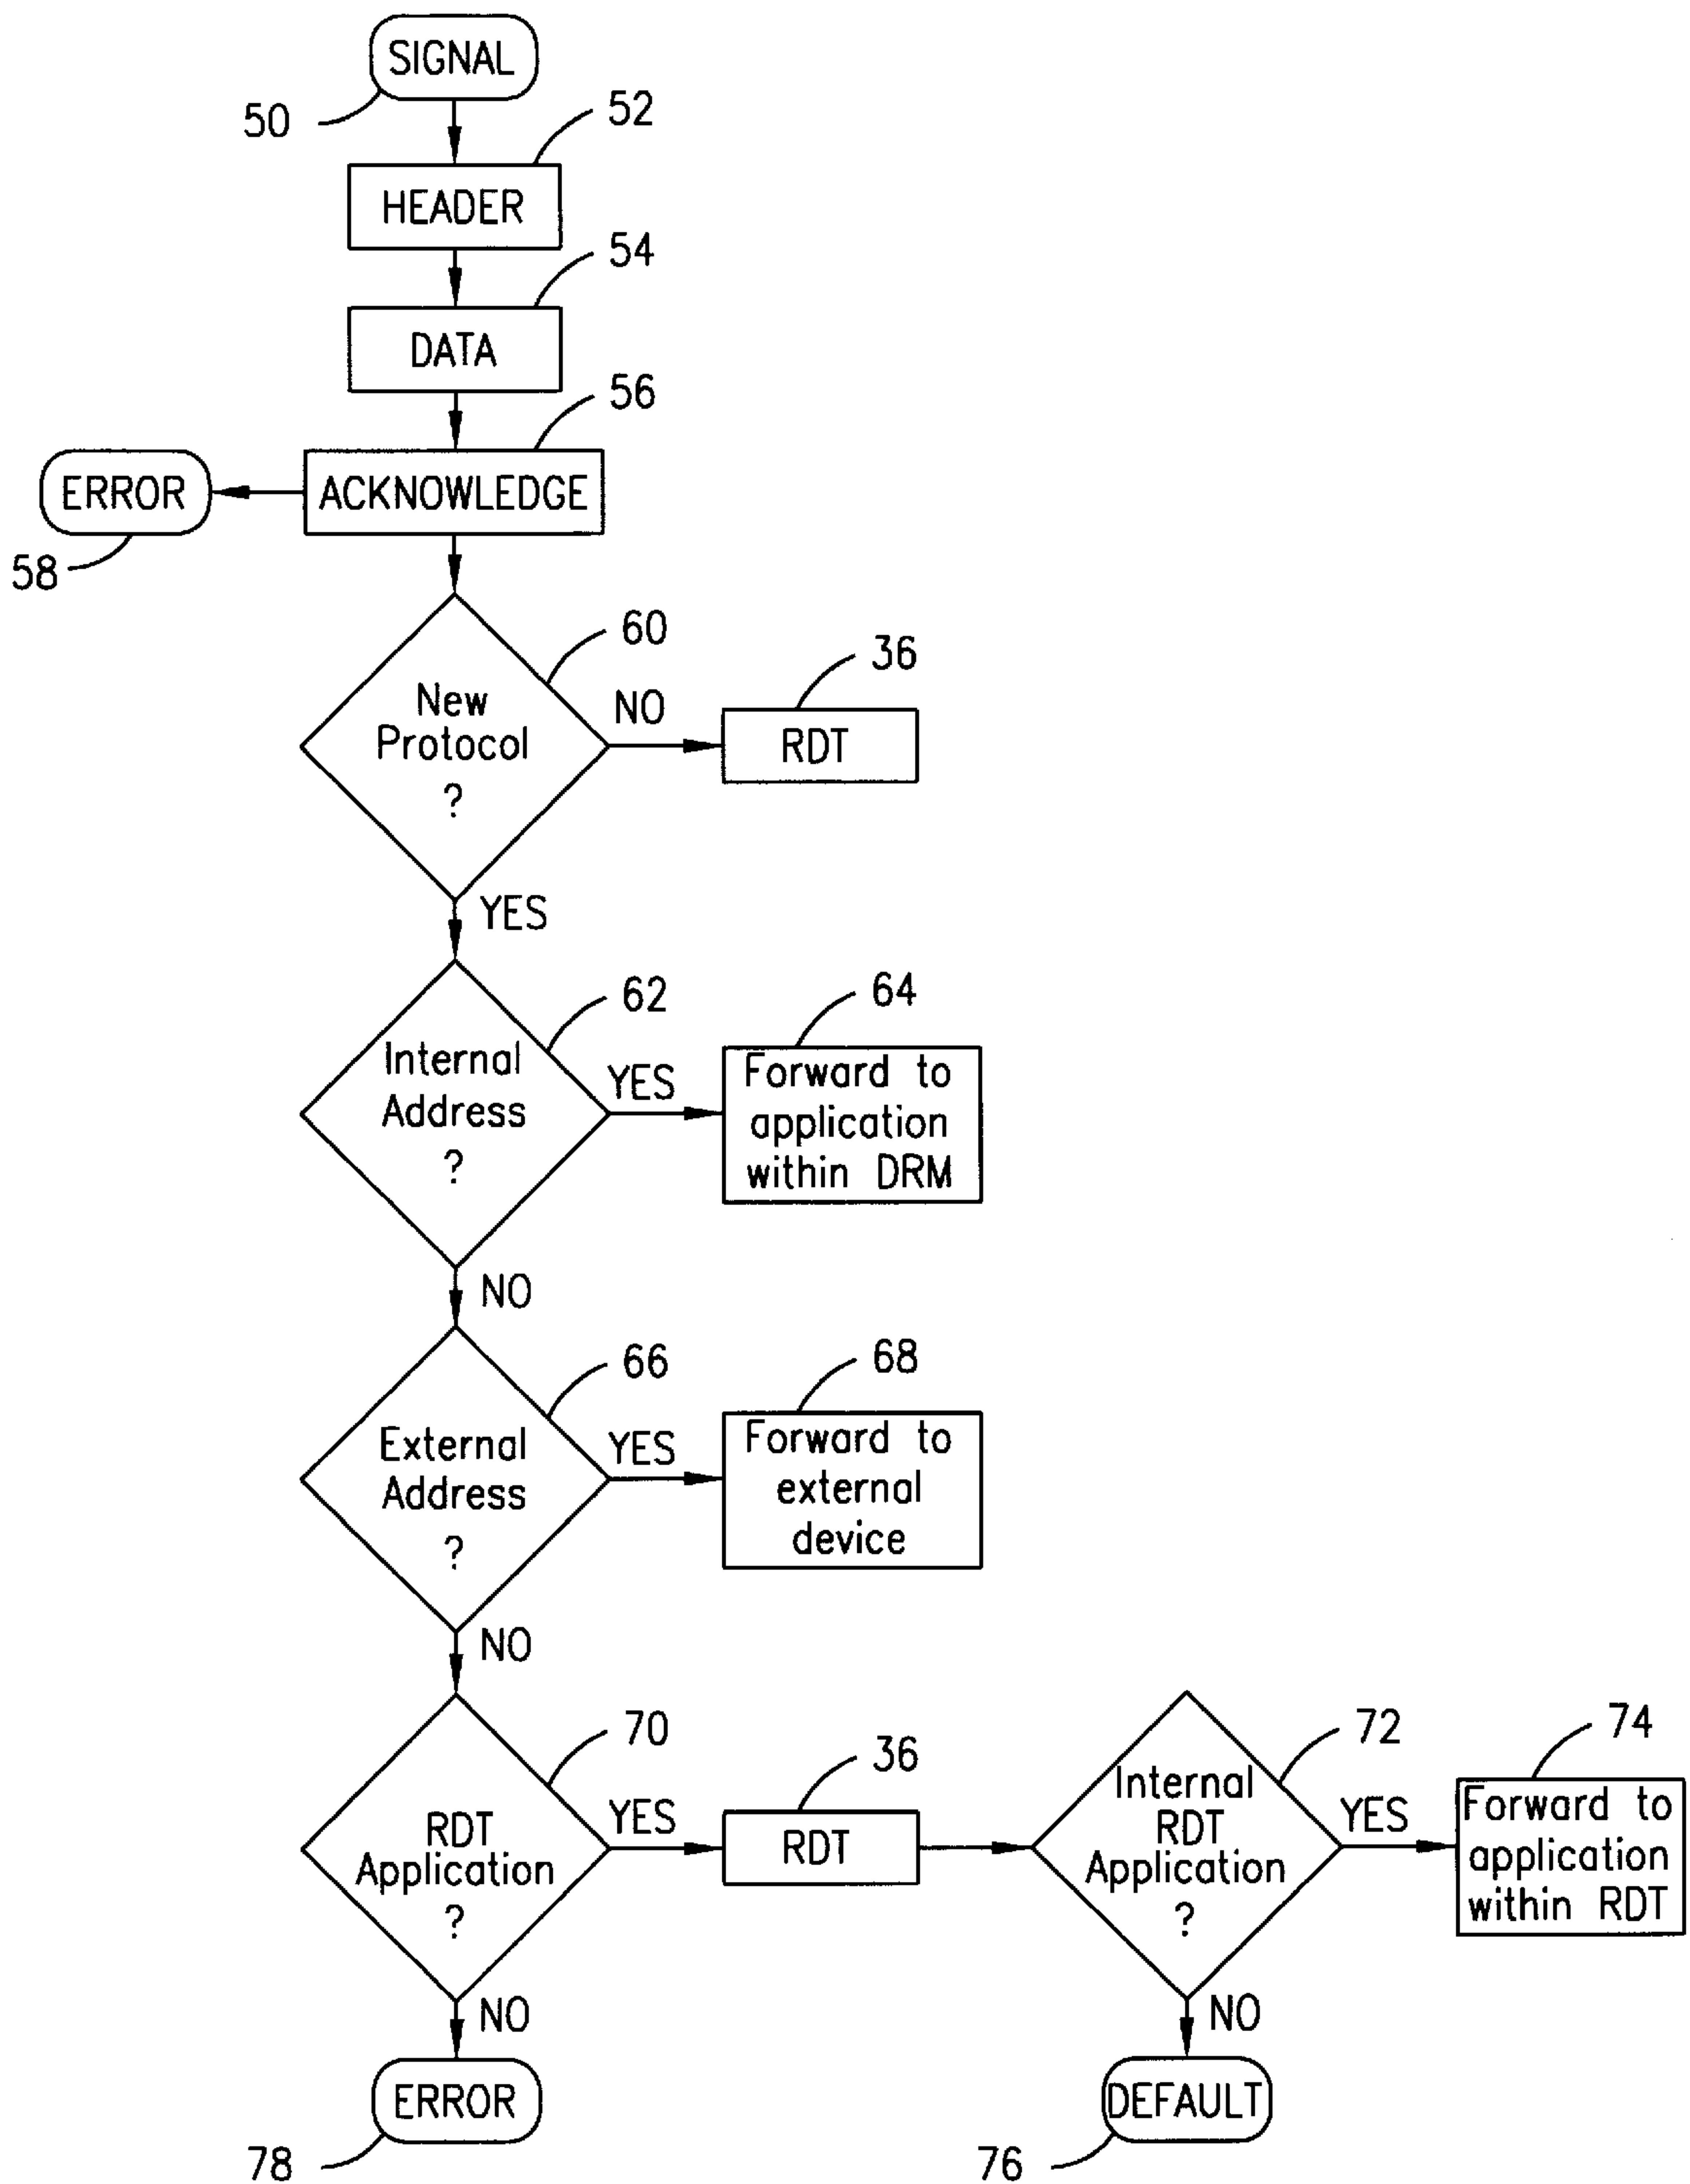 SIGNAL
50
52
HEADER
54
DATA
56
ERROR
ACKNOWLEDGE
58
60
New
Protocol
?
NO
36
RDT
YES
62
Internal
Address
?
YES
64
Forward to
application
within DRM
NO
66
External
Address
?
YES
68
Forward to
external
device
NO
70
RDT
Application
?
YES
36
RDT
72
Internal
RDT
Application
?
YES
74
Forward to
application
within RDT
NO
ERROR
78
NO
DEFAULT
76